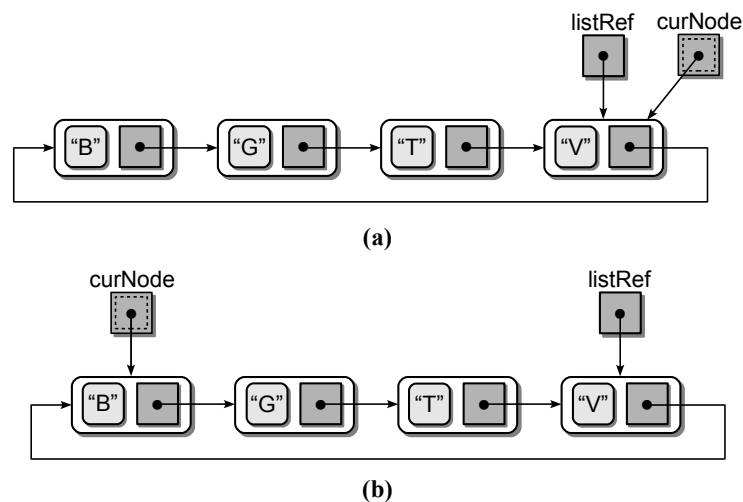 listRef curNode
“B” “G” “T” “V”
(a)
curNode listRef
“B” “G” “T” “V”
(b)